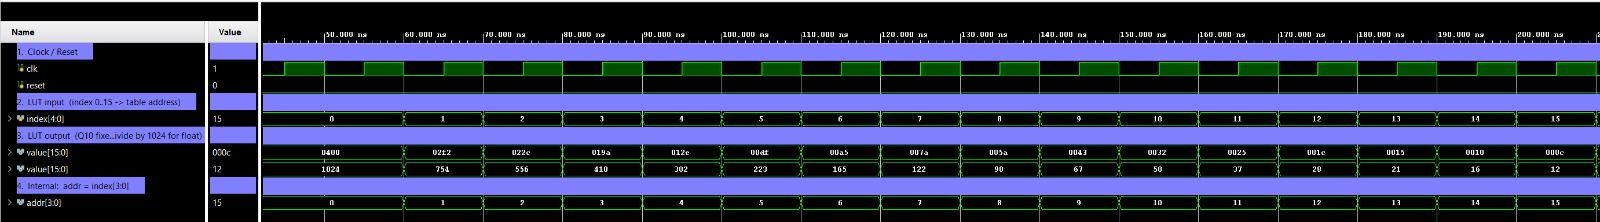 Name Value
50.000 ns 60.000 ns 70.000 ns 80.000 ns 90.000 ns 100.000 ns 110.000 ns 120.000 ns 130.000 ns 140.000 ns 150.000 ns 160.000 ns 170.000 ns 180.000 ns 190.000 ns 200.000 ns
1. Clock / Reset
clk 1
reset 0
2. LUT input (index 0..15 -> table address)
index[4:0] 15 0 1 2 3 4 5 6 7 8 9 10 11 12 13 14 15
3. LUT output (Q10 fixe..ivide by 1024 for float)
value[15:0] 000c 0400 02f2 022c 019a 012e 00df 00a5 007a 005a 0043 0032 0025 001c 0015 0010 000c
value[15:0] 12 1024 754 556 410 302 223 165 122 90 67 50 37 28 21 16 12
4. Internal: addr = index[3:0]
addr[3:0] 15 0 1 2 3 4 5 6 7 8 9 10 11 12 13 14 15